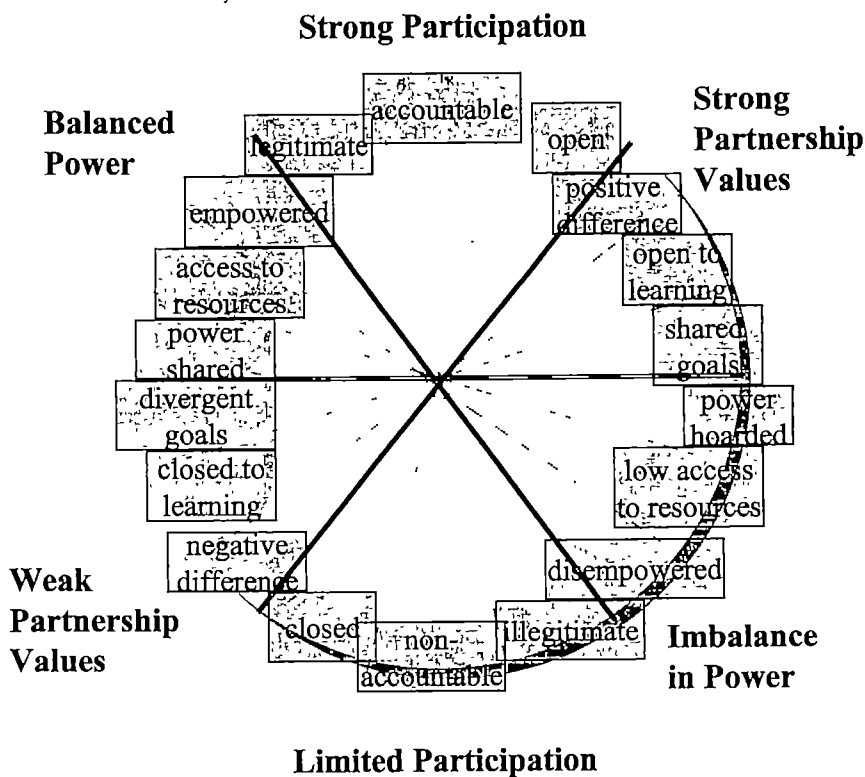 Strong Participation
Balanced
Power
legitimate
accountable
open
Strong
Partnership
Values
empowered
positive
difference
access to
resources
open to
learning
power
shared
shared
goals
divergent
goals
power
hoarded
closed to
learning
low access
to resources
negative
difference
disempowered
Weak
Partnership
Values
closed
non-
accountable
illegitimate
Imbalance
in Power
Limited Participation